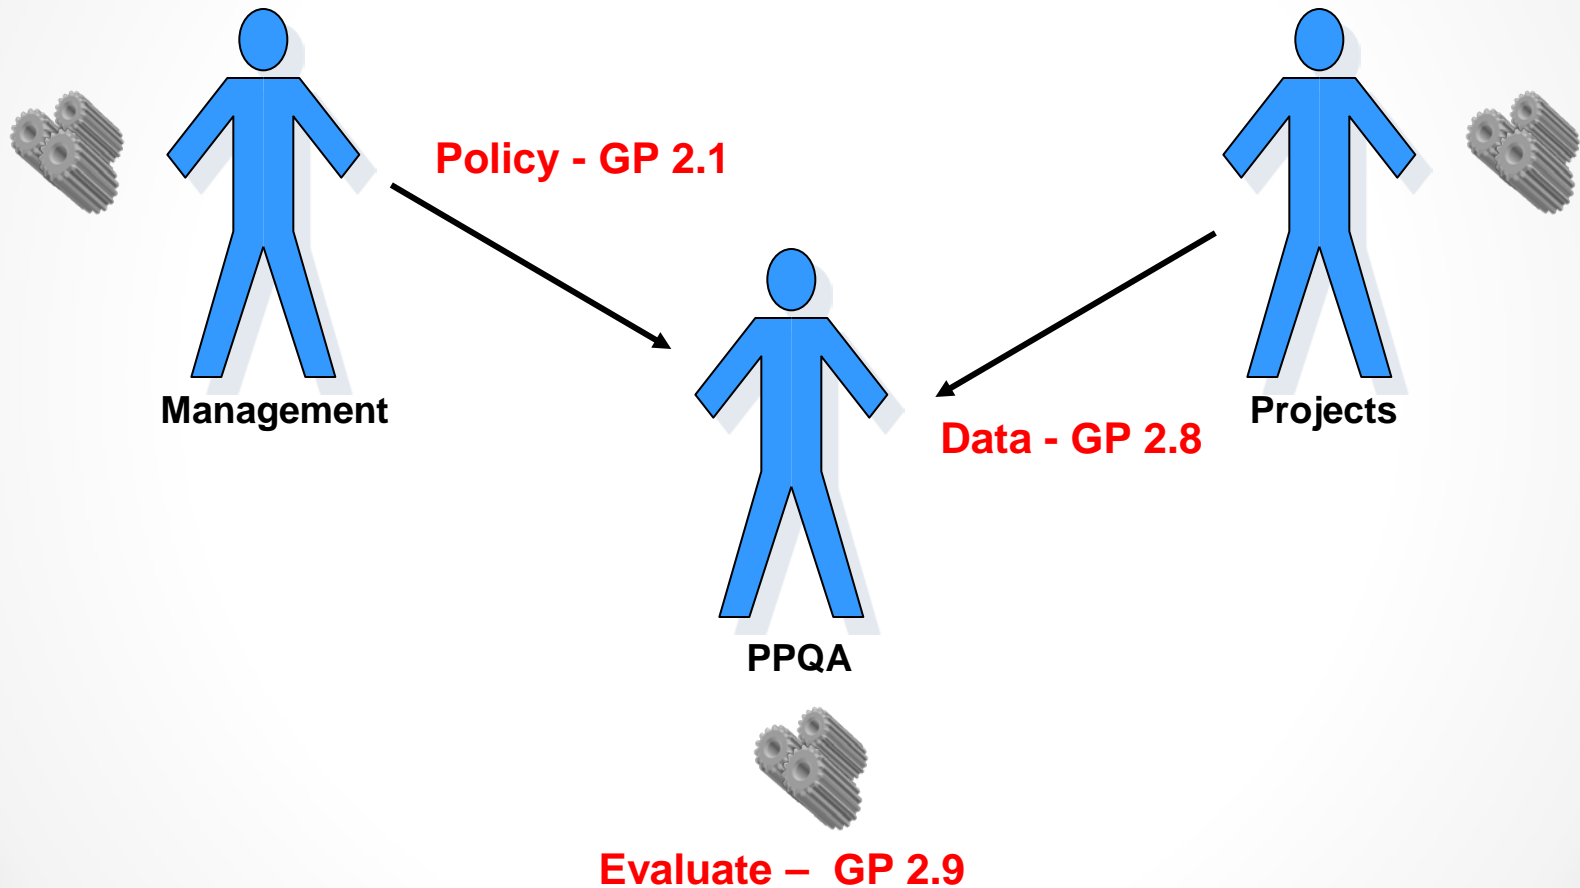 Policy - GP 2.1
Management
Projects
Data - GP 2.8
PPQA
Evaluate –  GP 2.9